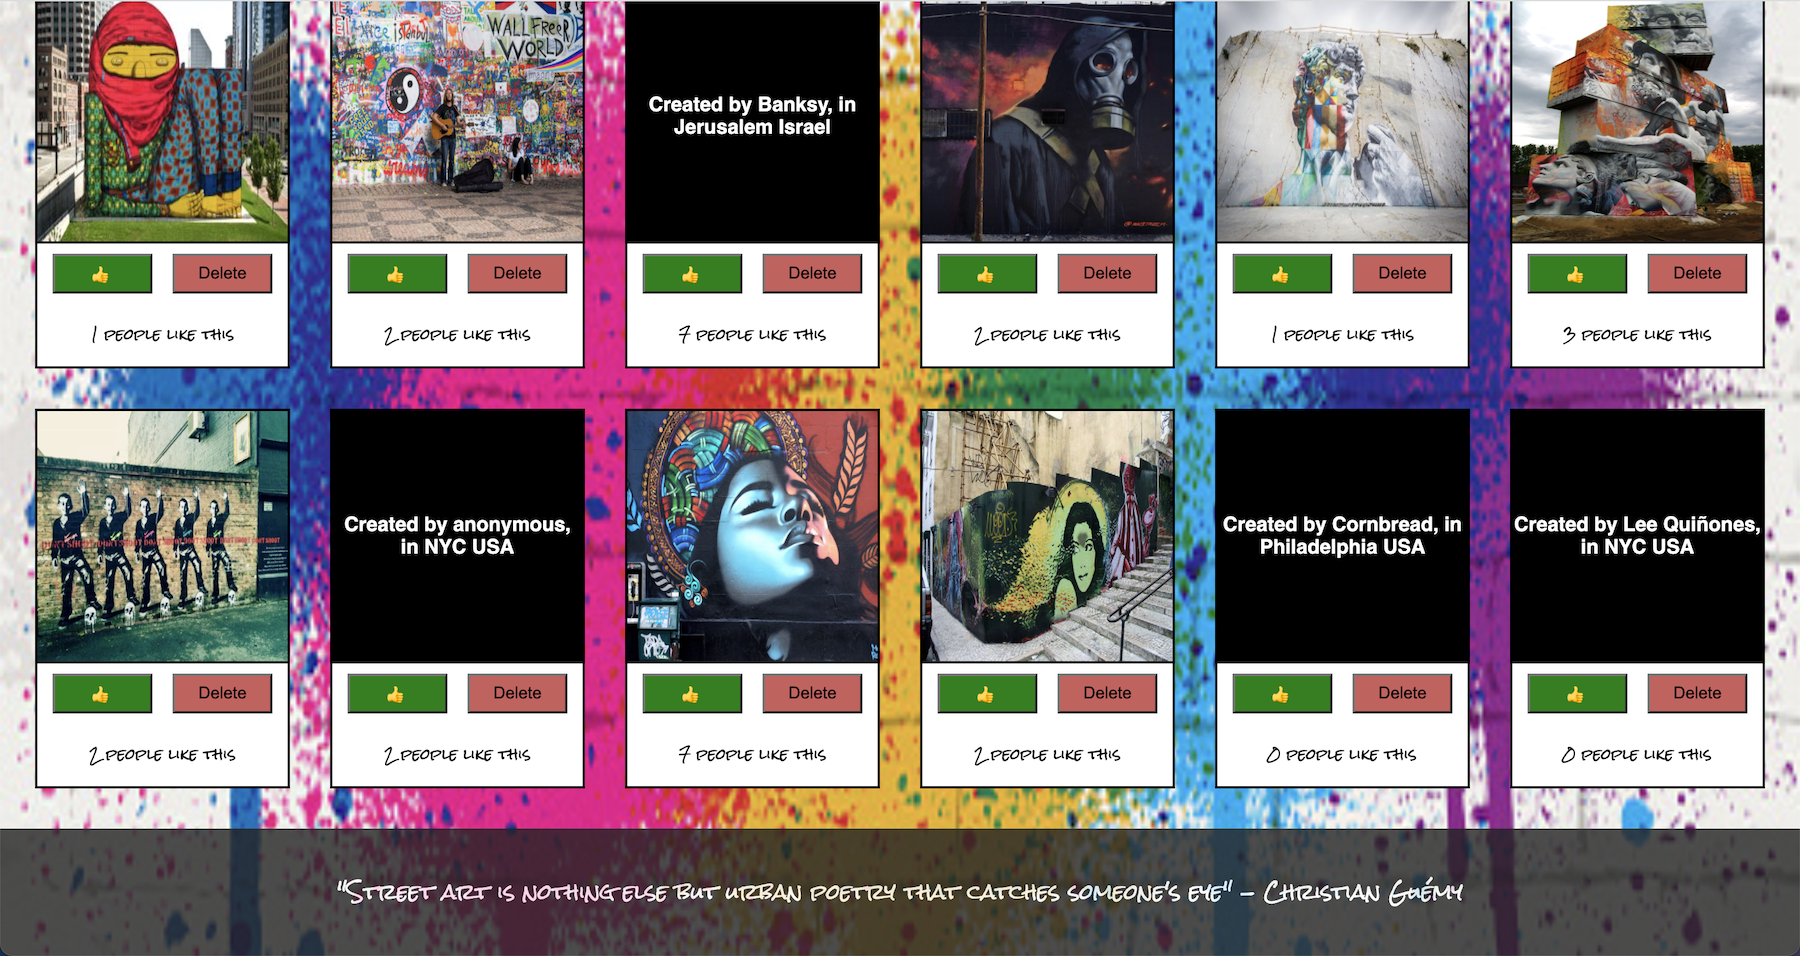 Vice istanbul
WALL FREER
WORLD
Created by Banksy, in
Jerusalem Israel
👍 Delete
👍 Delete
👍 Delete
👍 Delete
👍 Delete
👍 Delete
1 people like this
2 people like this
7 people like this
2 people like this
1 people like this
3 people like this
Created by anonymous,
in NYC USA
Created by Cornbread, in
Philadelphia USA
Created by Lee Quiñones,
in NYC USA
👍 Delete
👍 Delete
👍 Delete
👍 Delete
👍 Delete
👍 Delete
2 people like this
2 people like this
7 people like this
2 people like this
0 people like this
0 people like this
"Street art is nothing else but urban poetry that catches someone's eye" - Christian Guémy